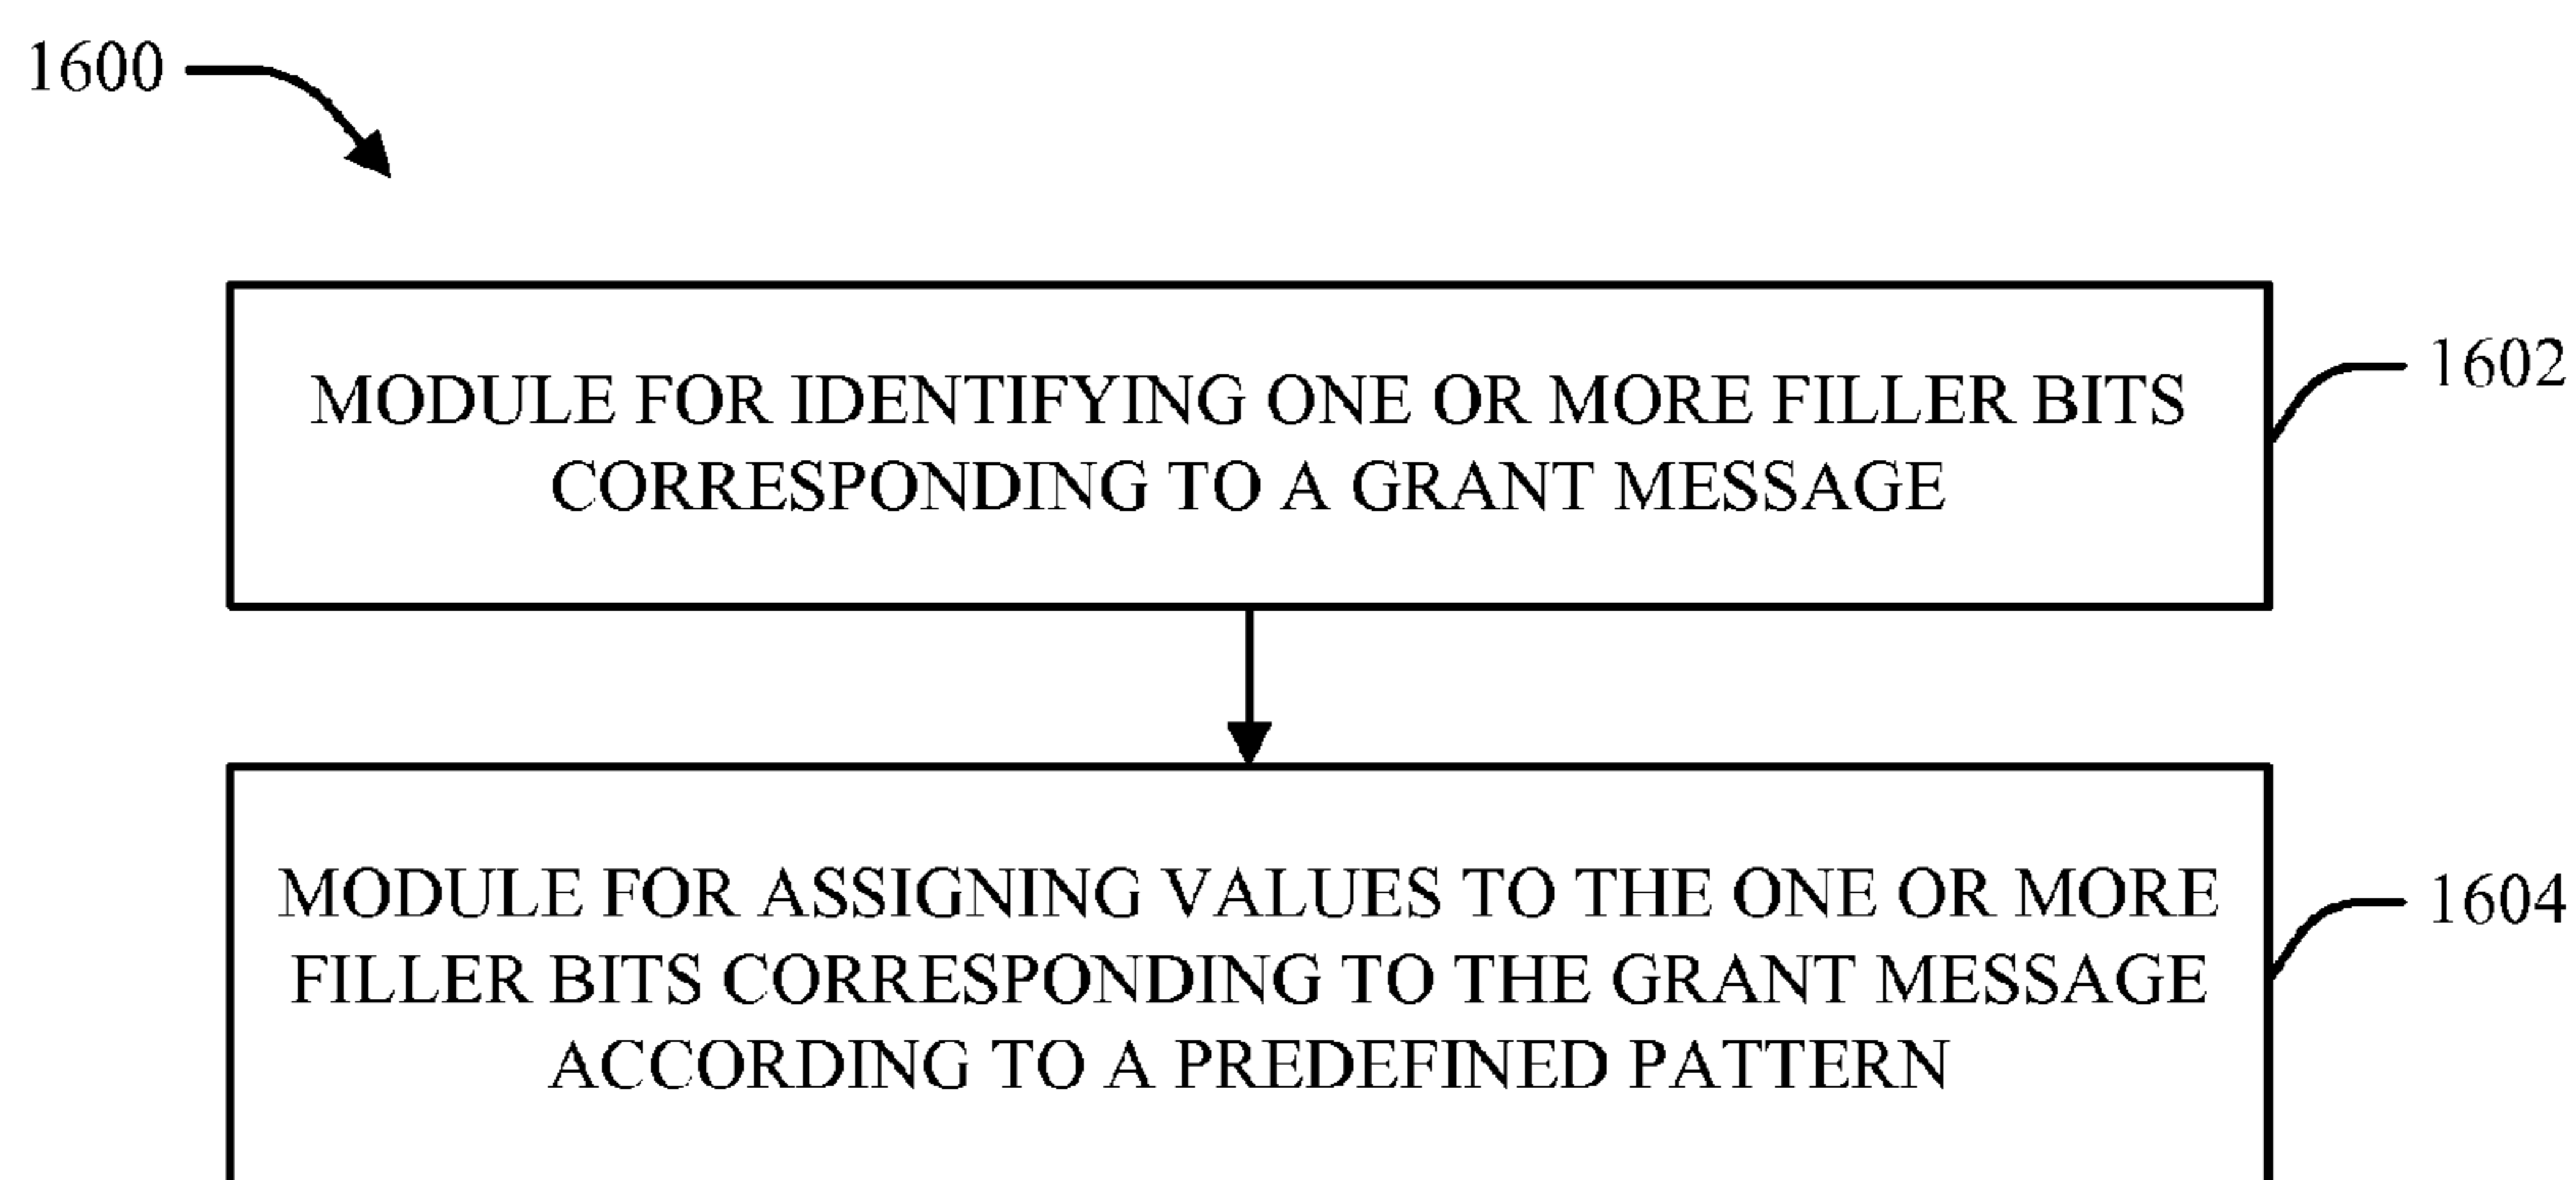 1600
MODULE FOR IDENTIFYING ONE OR MORE FILLER BITS
CORRESPONDING TO A GRANT MESSAGE
1602
MODULE FOR ASSIGNING VALUES TO THE ONE OR MORE
FILLER BITS CORRESPONDING TO THE GRANT MESSAGE
ACCORDING TO A PREDEFINED PATTERN
1604